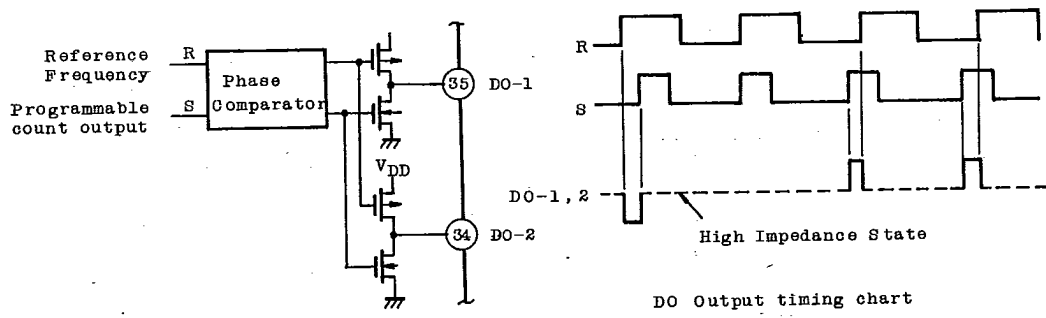 Reference
Frequency
R
Phase
Comparator
Programmable
count output
S
35
DO-1
VDD
34
DO-2
R
S
DO-1,2
High Impedance State
DO Output timing chart